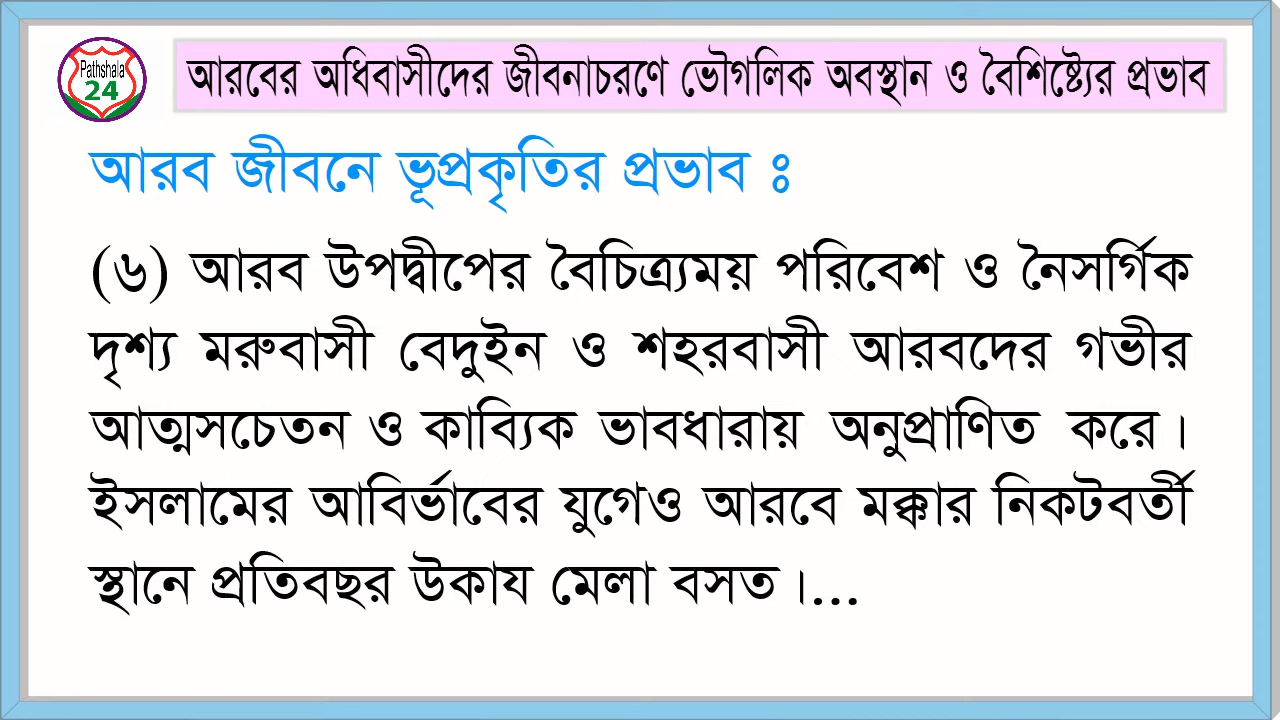 Pathshala
24
আরবের অধিবাসীদের জীবনাচরণে ভৌগলিক অবস্থান ও বৈশিষ্ট্যের প্রভাব
আরব জীবনে ভূপ্রকৃতির প্রভাব ঃ
(৬) আরব উপদ্বীপের বৈচিত্র্যময় পরিবেশ ও নৈসর্গিক
দৃশ্য মরুবাসী বেদুইন ও শহরবাসী আরবদের গভীর
আত্মসচেতন ও কাব্যিক ভাবধারায় অনুপ্রাণিত করে।
ইসলামের আবির্ভাবের যুগেও আরবে মক্কার নিকটবর্তী
স্থানে প্রতিবছর উকায মেলা বসত।...